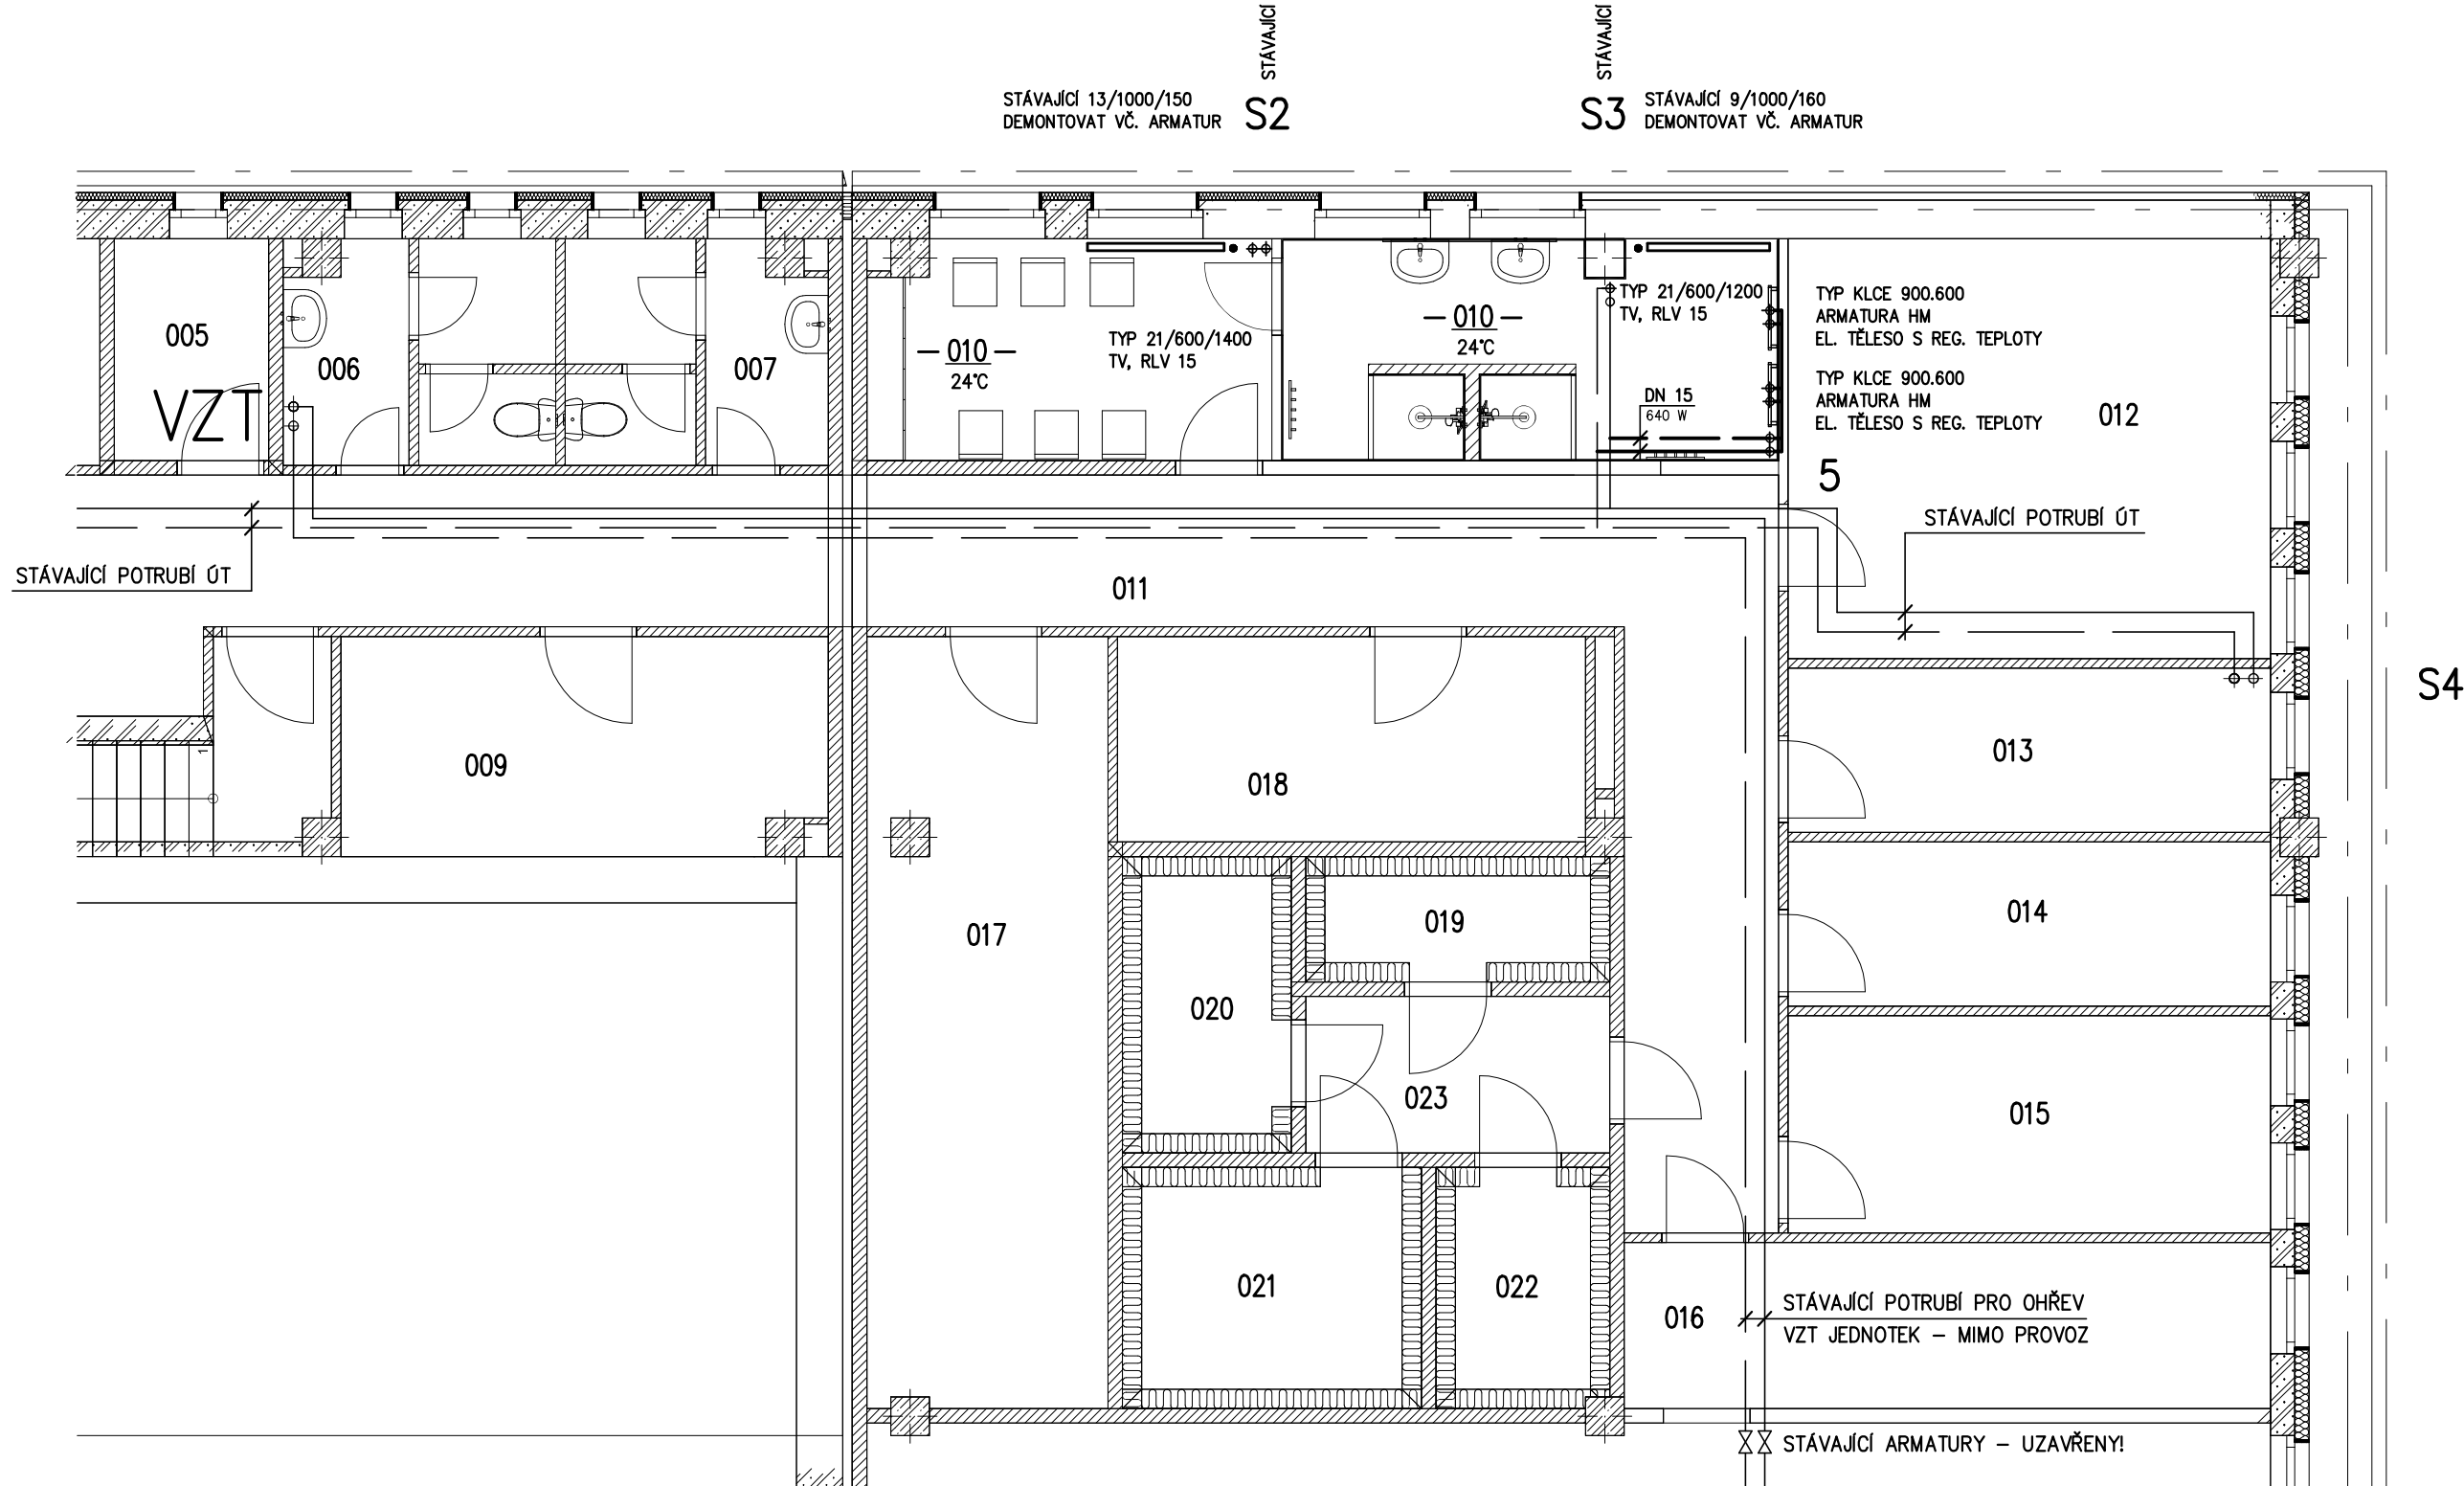 STÁVAJÍCÍ
STÁVAJÍCÍ
STÁVAJÍCÍ 13/1000/150
DEMONTOVAT VČ. ARMATUR
S2
S3
STÁVAJÍCÍ 9/1000/160
DEMONTOVAT VČ. ARMATUR
005
VZT
006
007
010
24°C
TYP 21/600/1400
TV, RLV 15
010
24°C
TYP 21/600/1200
TV, RLV 15
DN 15
640 W
TYP KLCE 900.600
ARMATURA HM
EL. TĚLESO S REG. TEPLOTY
TYP KLCE 900.600
ARMATURA HM
EL. TĚLESO S REG. TEPLOTY
012
5
STÁVAJÍCÍ POTRUBÍ ÚT
STÁVAJÍCÍ POTRUBÍ ÚT
011
S4
1
009
018
013
017
019
014
020
023
015
021
022
016
STÁVAJÍCÍ POTRUBÍ PRO OHŘEV
VZT JEDNOTEK – MIMO PROVOZ
STÁVAJÍCÍ ARMATURY – UZAVŘENY!